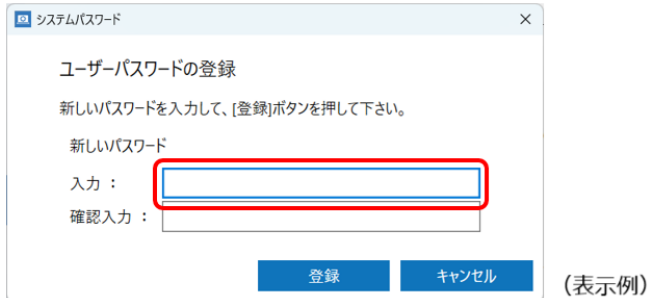 システムパスワード
ユーザーパスワードの登録
新しいパスワードを入力して、[登録]ボタンを押して下さい。
新しいパスワード
入力 :
確認入力 :
登録 キャンセル
(表示例)